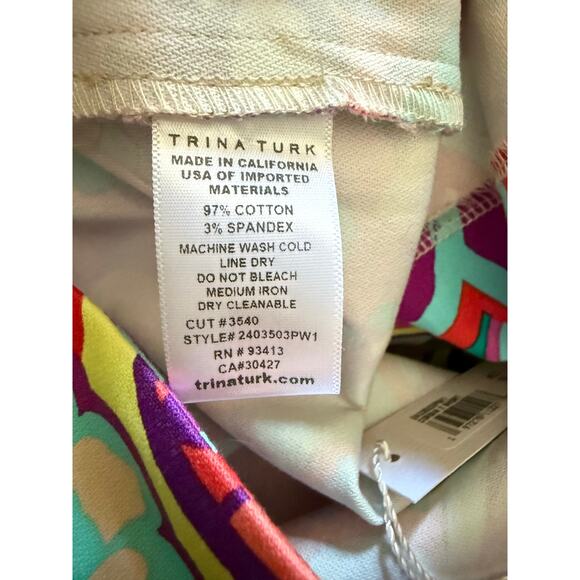 TRINA TURK
MADE IN CALIFORNIA
USA OF IMPORTED
MATERIALS
97% COTTON
3% SPANDEX
MACHINE WASH COLD
LINE DRY
DO NOT BLEACH
MEDIUM IRON
DRY CLEANABLE
CUT #3540
STYLE# 2403503PW1
RN # 93413
CA#30427
trinaturk.com